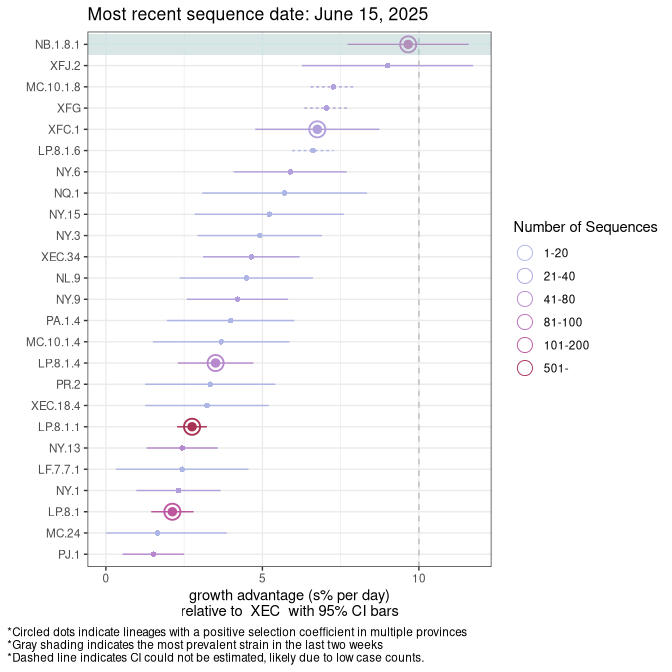 Most recent sequence date: June 15, 2025
NB.1.8.1
XFJ.2
MC.10.1.8
XFG
XFC.1
LP.8.1.6
NY.6
NQ.1
NY.15
NY.3
XEC.34
NL.9
NY.9
PA.1.4
MC.10.1.4
LP.8.1.4
PR.2
XEC.18.4
LP.8.1.1
NY.13
LF.7.7.1
NY.1
LP.8.1
MC.24
PJ.1
0 5 10
growth advantage (s% per day)
relative to XEC with 95% CI bars
Number of Sequences
1-20
21-40
41-80
81-100
101-200
501-
*Circled dots indicate lineages with a positive selection coefficient in multiple provinces
*Gray shading indicates the most prevalent strain in the last two weeks
*Dashed line indicates CI could not be estimated, likely due to low case counts.